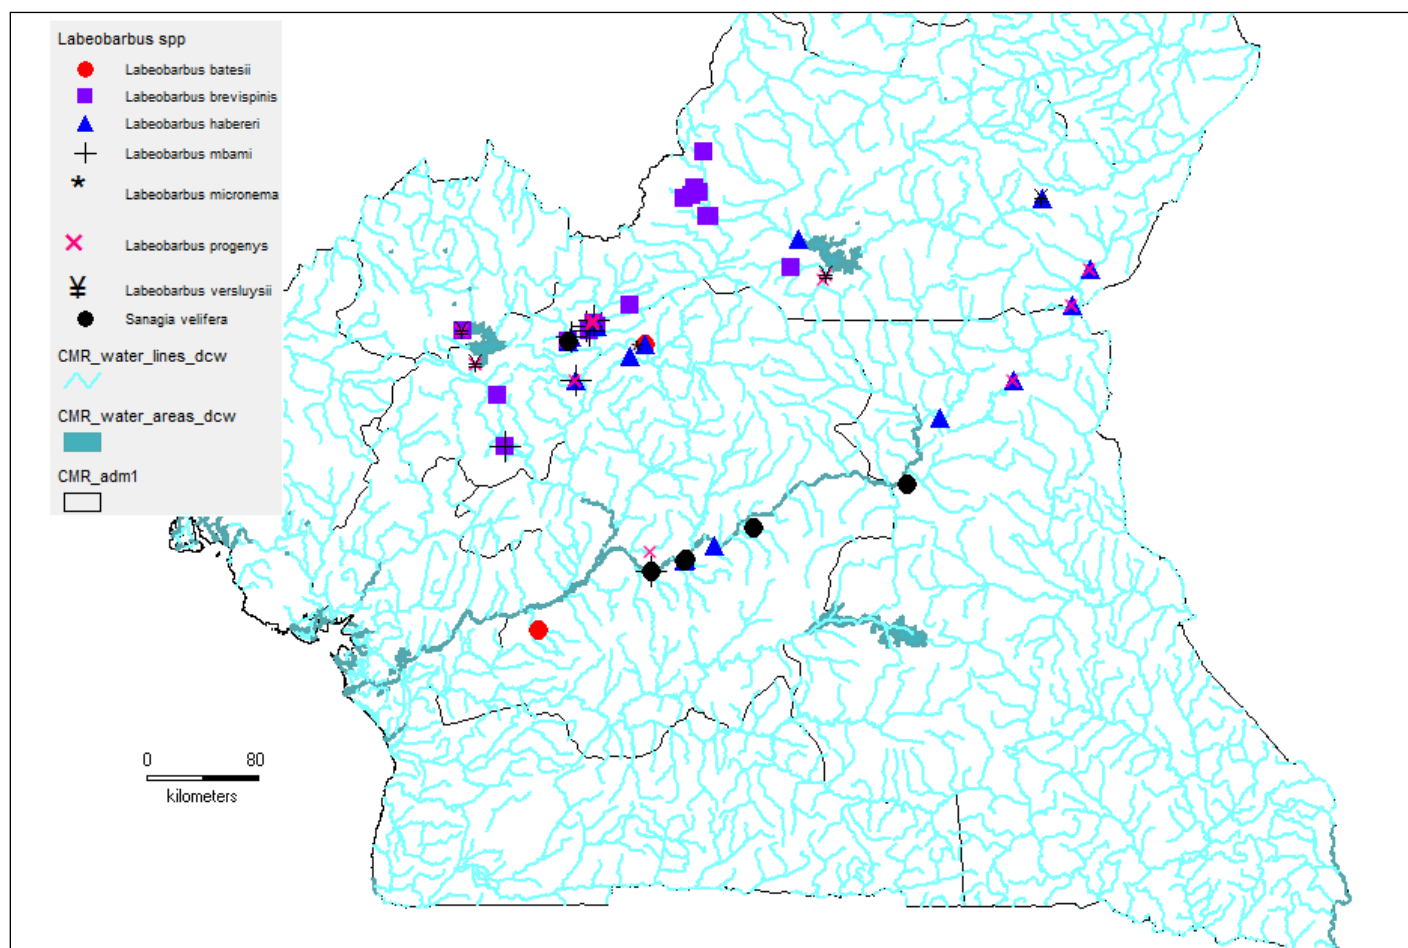 Labeobarbus spp
Labeobarbus batesii
Labeobarbus brevispinis
Labeobarbus habereri
Labeobarbus mbami
Labeobarbus micronema
Labeobarbus progenys
Labeobarbus versluysii
Sanagia velifera
CMR_water_lines_dcw
CMR_water_areas_dcw
CMR_adm1
0 80
kilometers